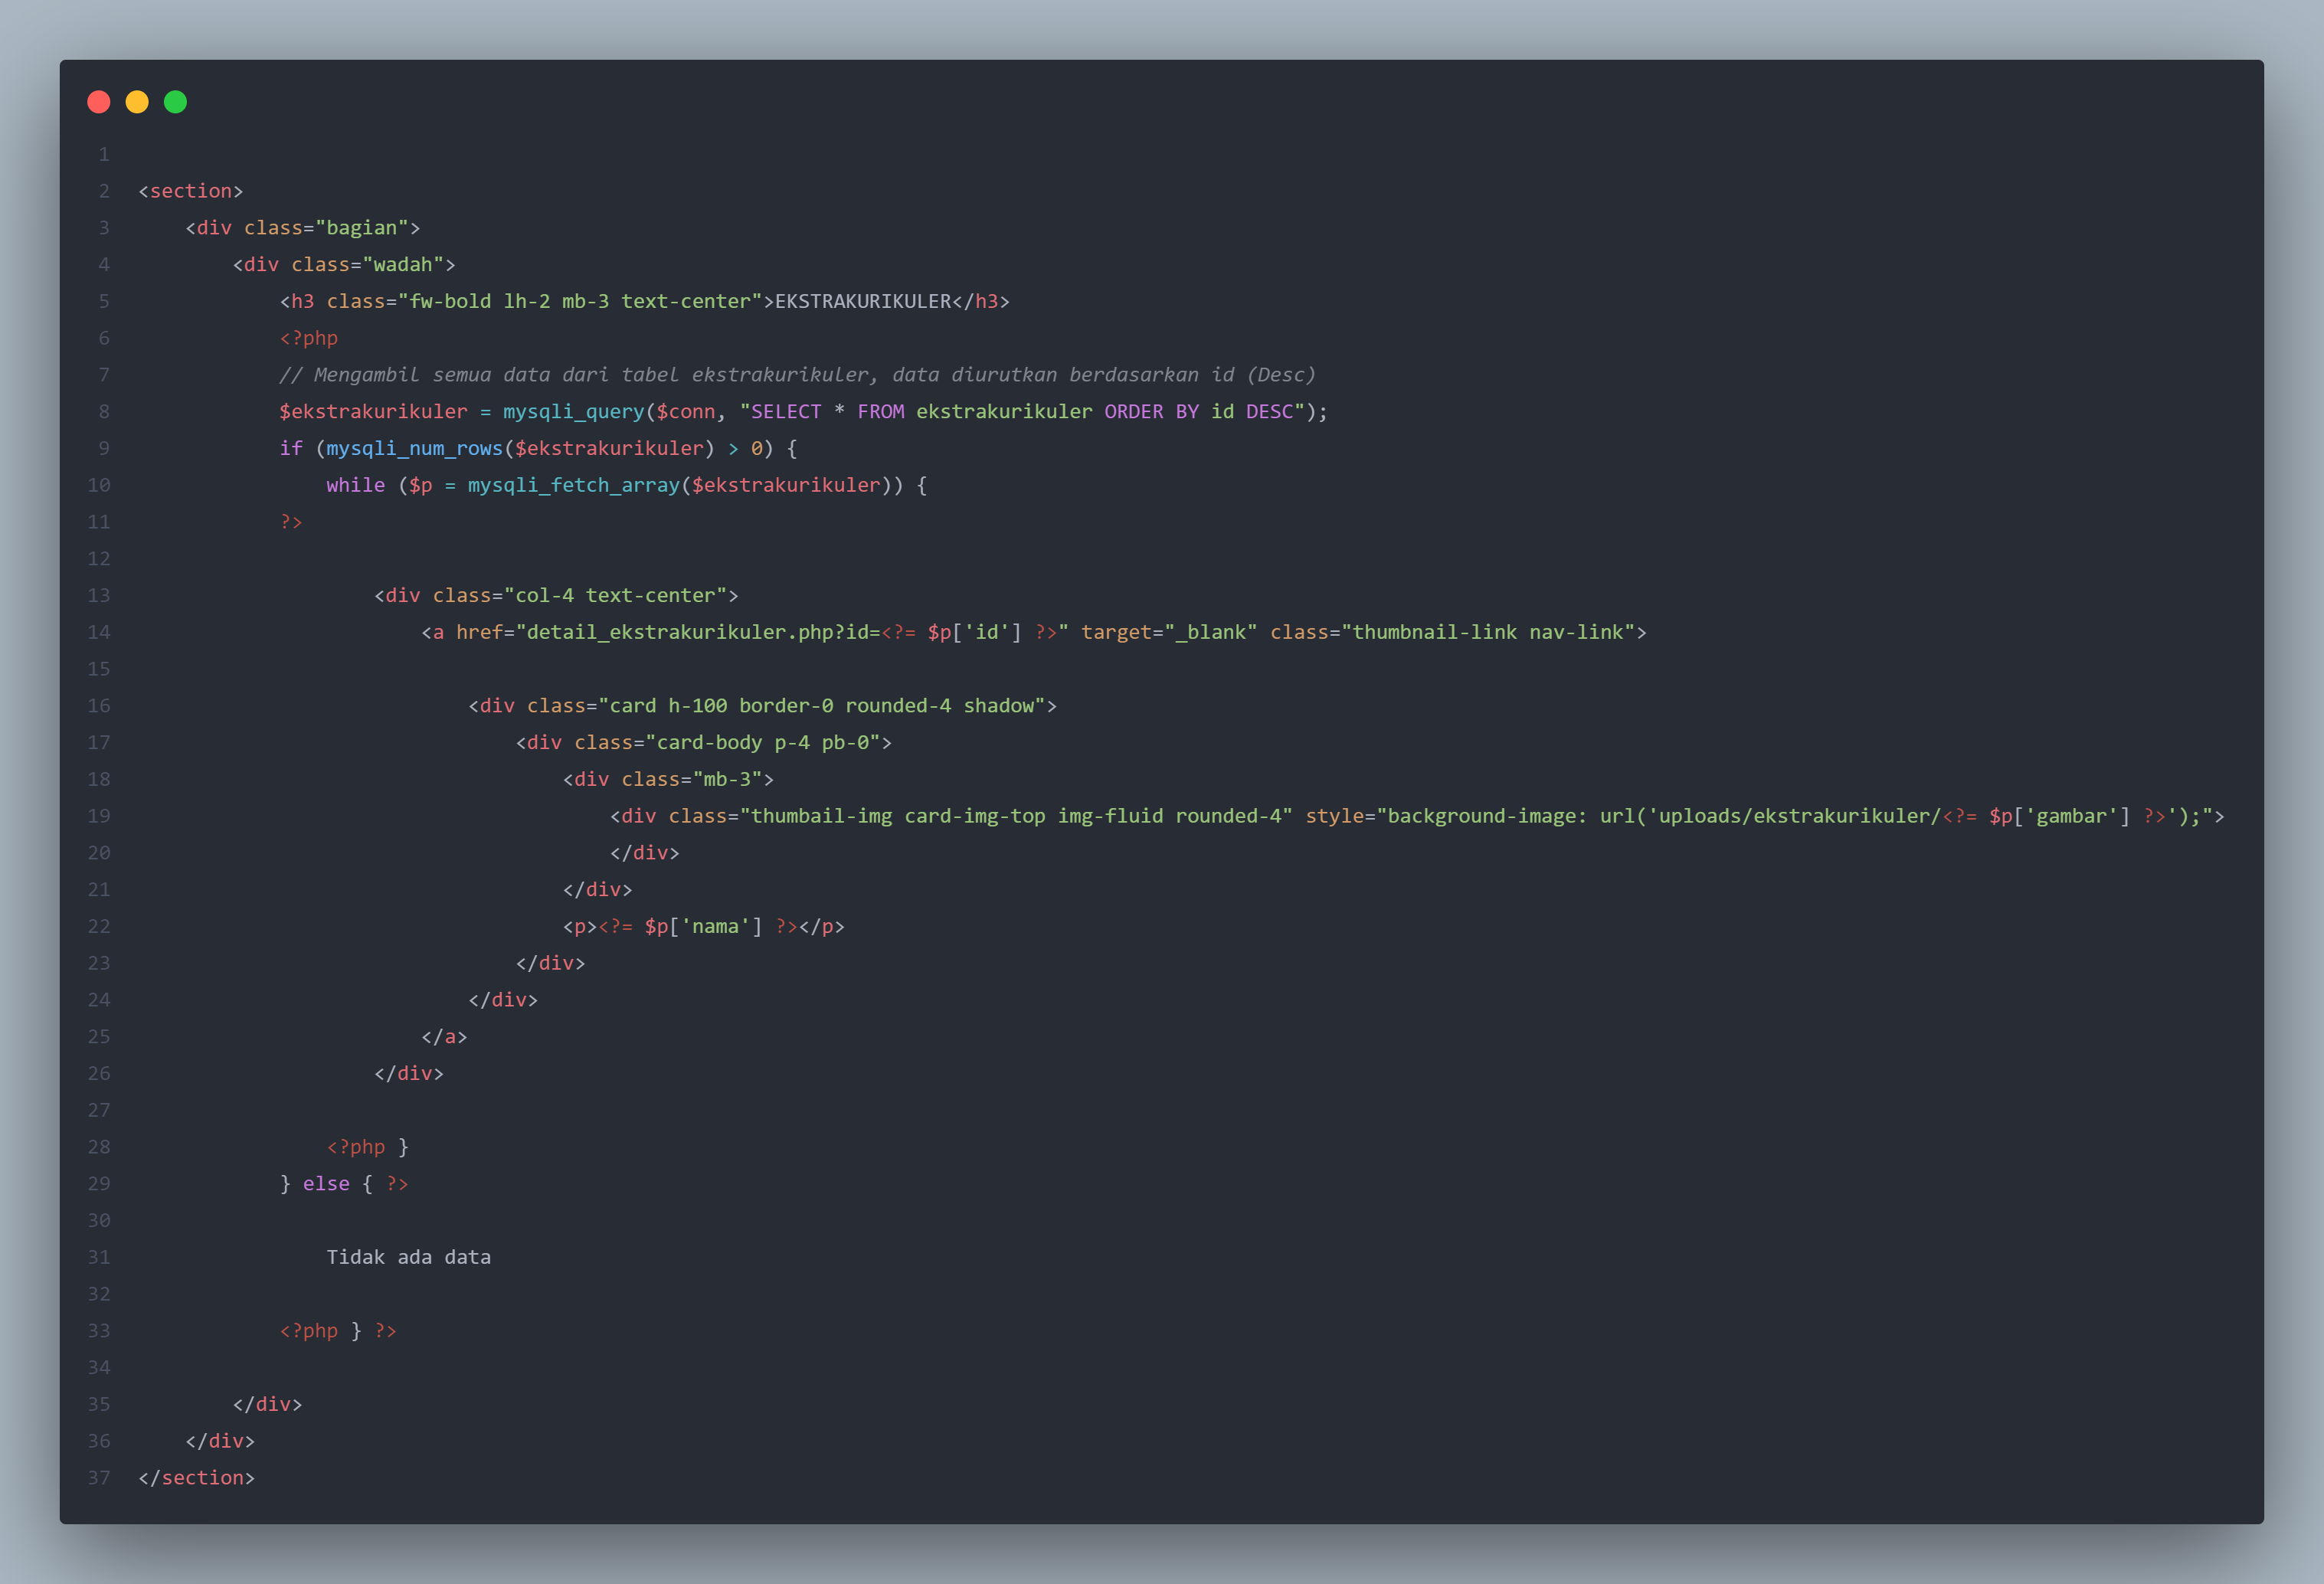 1
2 <section>
3     <div class="bagian">
4         <div class="wadah">
5             <h3 class="fw-bold lh-2 mb-3 text-center">EKSTRAKURIKULER</h3>
6             <?php
7             // Mengambil semua data dari tabel ekstrakurikuler, data diurutkan berdasarkan id (Desc)
8             $ekstrakurikuler = mysqli_query($conn, "SELECT * FROM ekstrakurikuler ORDER BY id DESC");
9             if (mysqli_num_rows($ekstrakurikuler) > 0) {
10                 while ($p = mysqli_fetch_array($ekstrakurikuler)) {
11             ?>
12
13                     <div class="col-4 text-center">
14                         <a href="detail_ekstrakurikuler.php?id=<?= $p['id'] ?>" target="_blank" class="thumbnail-link nav-link">
15
16                             <div class="card h-100 border-0 rounded-4 shadow">
17                                 <div class="card-body p-4 pb-0">
18                                     <div class="mb-3">
19                                         <div class="thumbail-img card-img-top img-fluid rounded-4" style="background-image: url('uploads/ekstrakurikuler/<?= $p['gambar'] ?>');">
20                                         </div>
21                                     </div>
22                                     <p><?= $p['nama'] ?></p>
23                                 </div>
24                             </div>
25                         </a>
26                     </div>
27
28                 <?php }
29             } else { ?>
30
31                 Tidak ada data
32
33             <?php } ?>
34
35         </div>
36     </div>
37 </section>